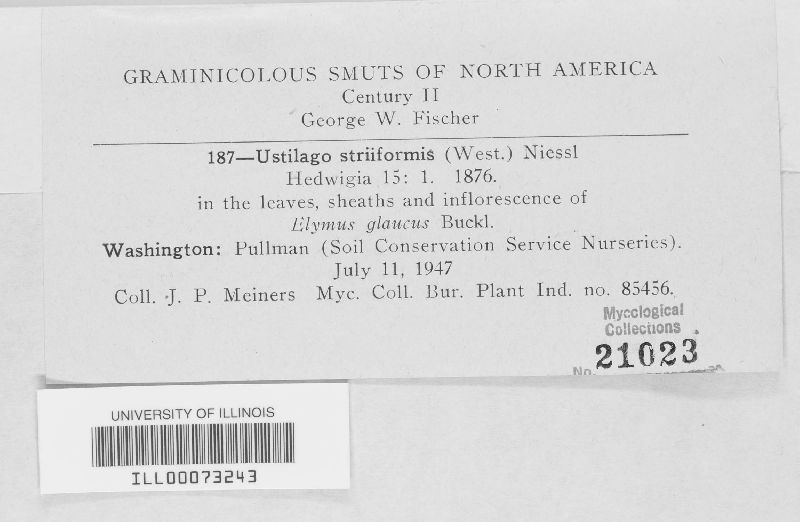 GRAMINICOLOUS SMUTS OF NORTH AMERICA
Century II
George W. Fischer
187—Ustilago striiformis (West.) Niessl
Hedwigia 15: 1. 1876.
in the leaves, sheaths and inflorescence of
Elymus glaucus Buckl.
Washington: Pullman (Soil Conservation Service Nurseries).
July 11, 1947
Coll. J. P. Meiners Myc. Coll. Bur. Plant Ind. no. 85456.
Mycological
Collections
No. 21023
UNIVERSITY OF ILLINOIS
ILL00073243